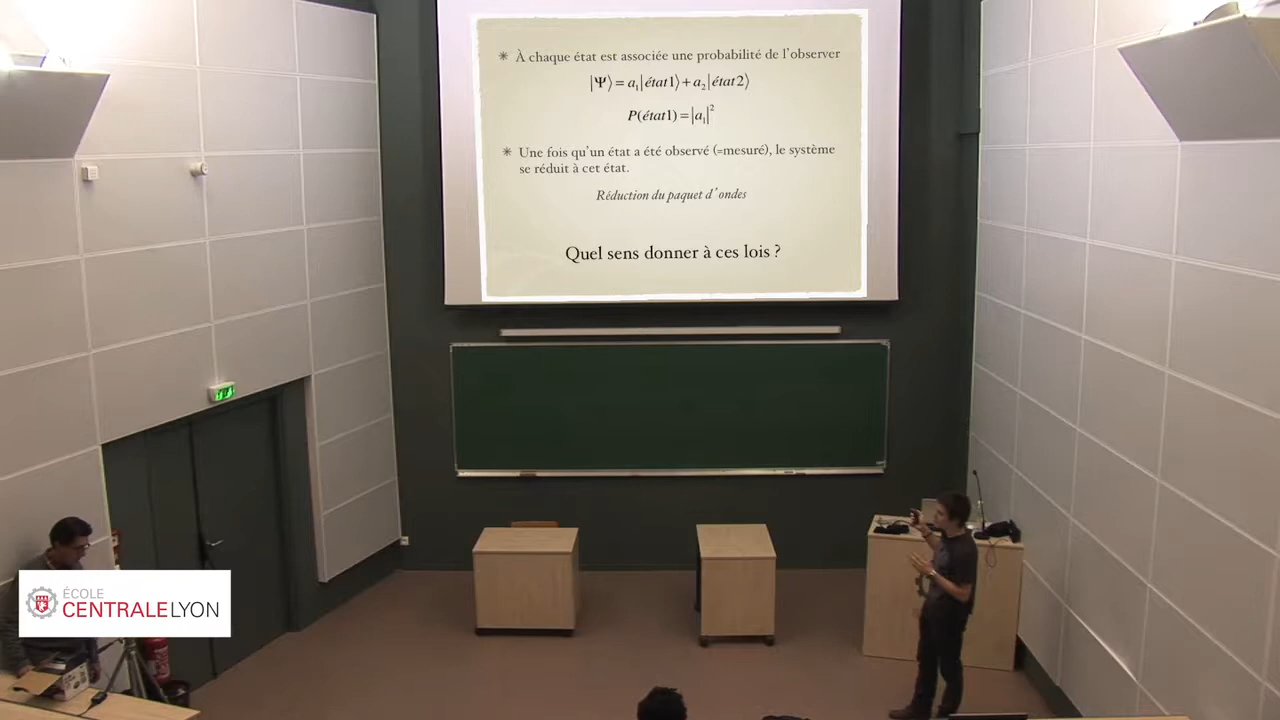 * À chaque état est associée une probabilité de l'observer
|Ψ⟩ = a₁|état1⟩ + a₂|état2⟩
P(état1) = |a₁|²
* Une fois qu'un état a été observé (=mesuré), le système
se réduit à cet état.
Réduction du paquet d'ondes
Quel sens donner à ces lois ?
ÉCOLE
CENTRALELYON